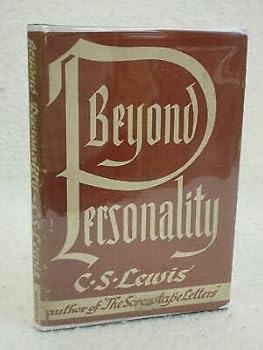 Beyond
Personality
C·S·Lewis
author of "The Screwtape Letters"
Beyond Personality C·S·Lewis